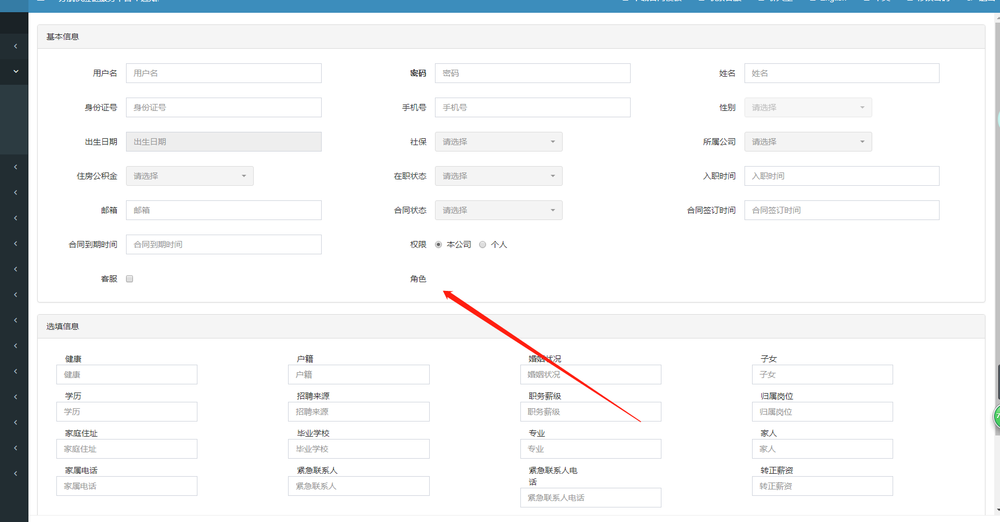 English
基本信息
用户名 用户名 密码 密码 姓名 姓名
身份证号 身份证号 手机号 手机号 性别 请选择
出生日期 出生日期 社保 请选择 所属公司 请选择
住房公积金 请选择 在职状态 请选择 入职时间 入职时间
邮箱 邮箱 合同状态 请选择 合同签订时间 合同签订时间
合同到期时间 合同到期时间 权限 本公司 个人
客服 角色
选填信息
健康 户籍 婚姻状况 子女
健康 户籍 婚姻状况 子女
学历 招聘来源 职务薪级 归属岗位
学历 招聘来源 职务薪级 归属岗位
家庭住址 毕业学校 专业 家人
家庭住址 毕业学校 专业 家人
家属电话 紧急联系人 紧急联系人电 转正薪资
话
家属电话 紧急联系人 紧急联系人电话 转正薪资
7